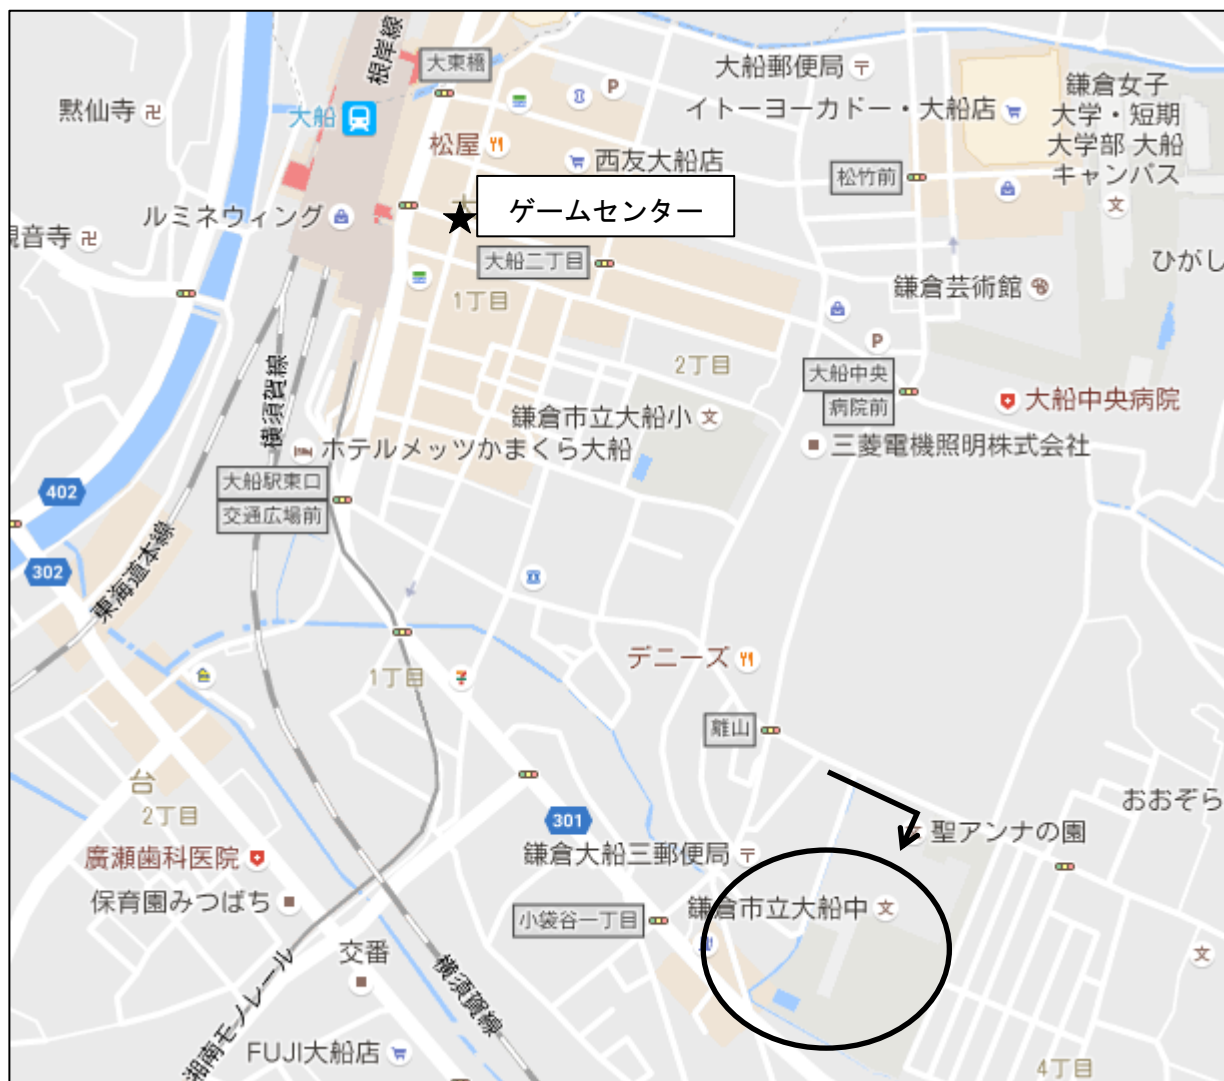 根岸線
大東橋
大船郵便局
鎌倉女子
大学・短期
大学部 大船
キャンパス
イトーヨーカドー・大船店
黙仙寺
大船
P
松屋
西友大船店
松竹前
ルミネウィング
大
ゲームセンター
観音寺
大船二丁目
ひがし
1丁目
鎌倉芸術館
P
2丁目
大船中央
病院前
横須賀線
鎌倉市立大船小
文
大船中央病院
三菱電機照明株式会社
ホテルメッツかまくら大船
大船駅東口
交通広場前
402
302
東海道本線
デニーズ
1丁目
離山
台
2丁目
おおぞら
301
聖アンナの園
廣瀬歯科医院
鎌倉大船三郵便局
保育園みつばち
鎌倉市立大船中
文
小袋谷一丁目
交番
文
横須賀線
湘南モノレール
FUJI大船店
4丁目